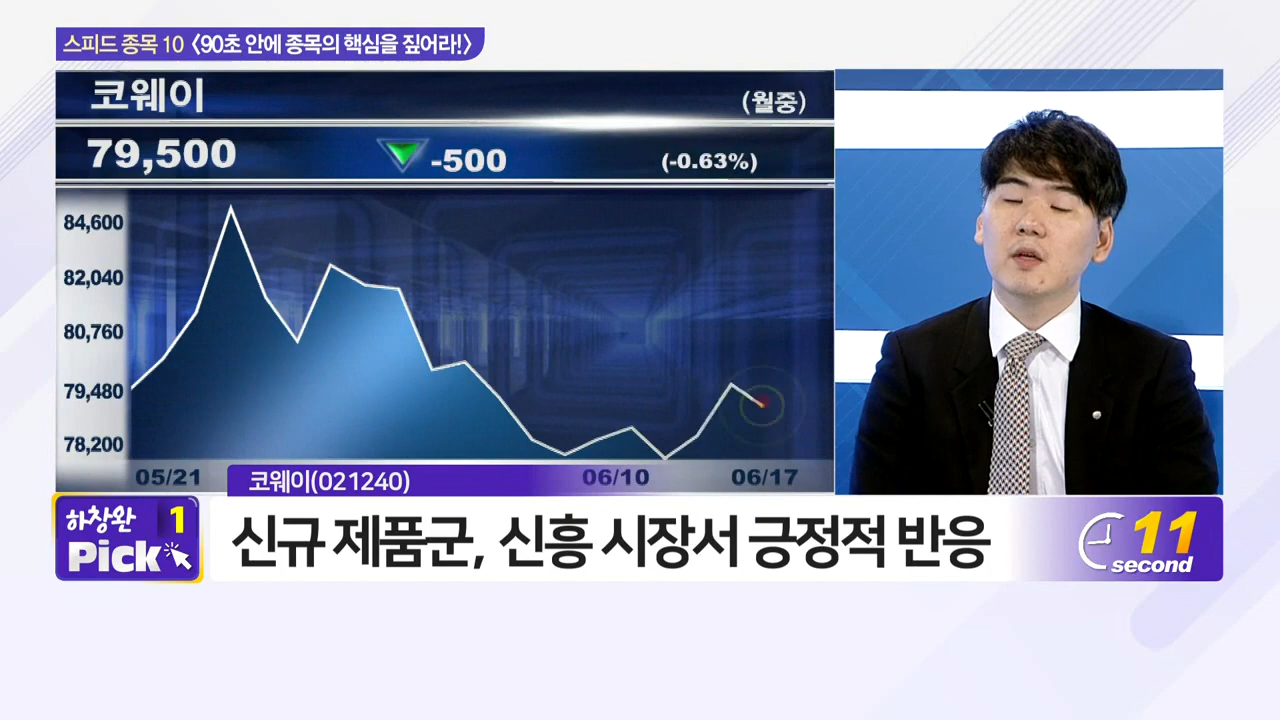 스피드 종목 10 〈90초 안에 종목의 핵심을 짚어라!〉
코웨이
(월중)
79,500
-500
(-0.63%)
84,600
82,040
80,760
79,480
78,200
05/21
06/10
06/17
코웨이(021240)
하창완 1
Pick
신규 제품군, 신흥 시장서 긍정적 반응
11
second